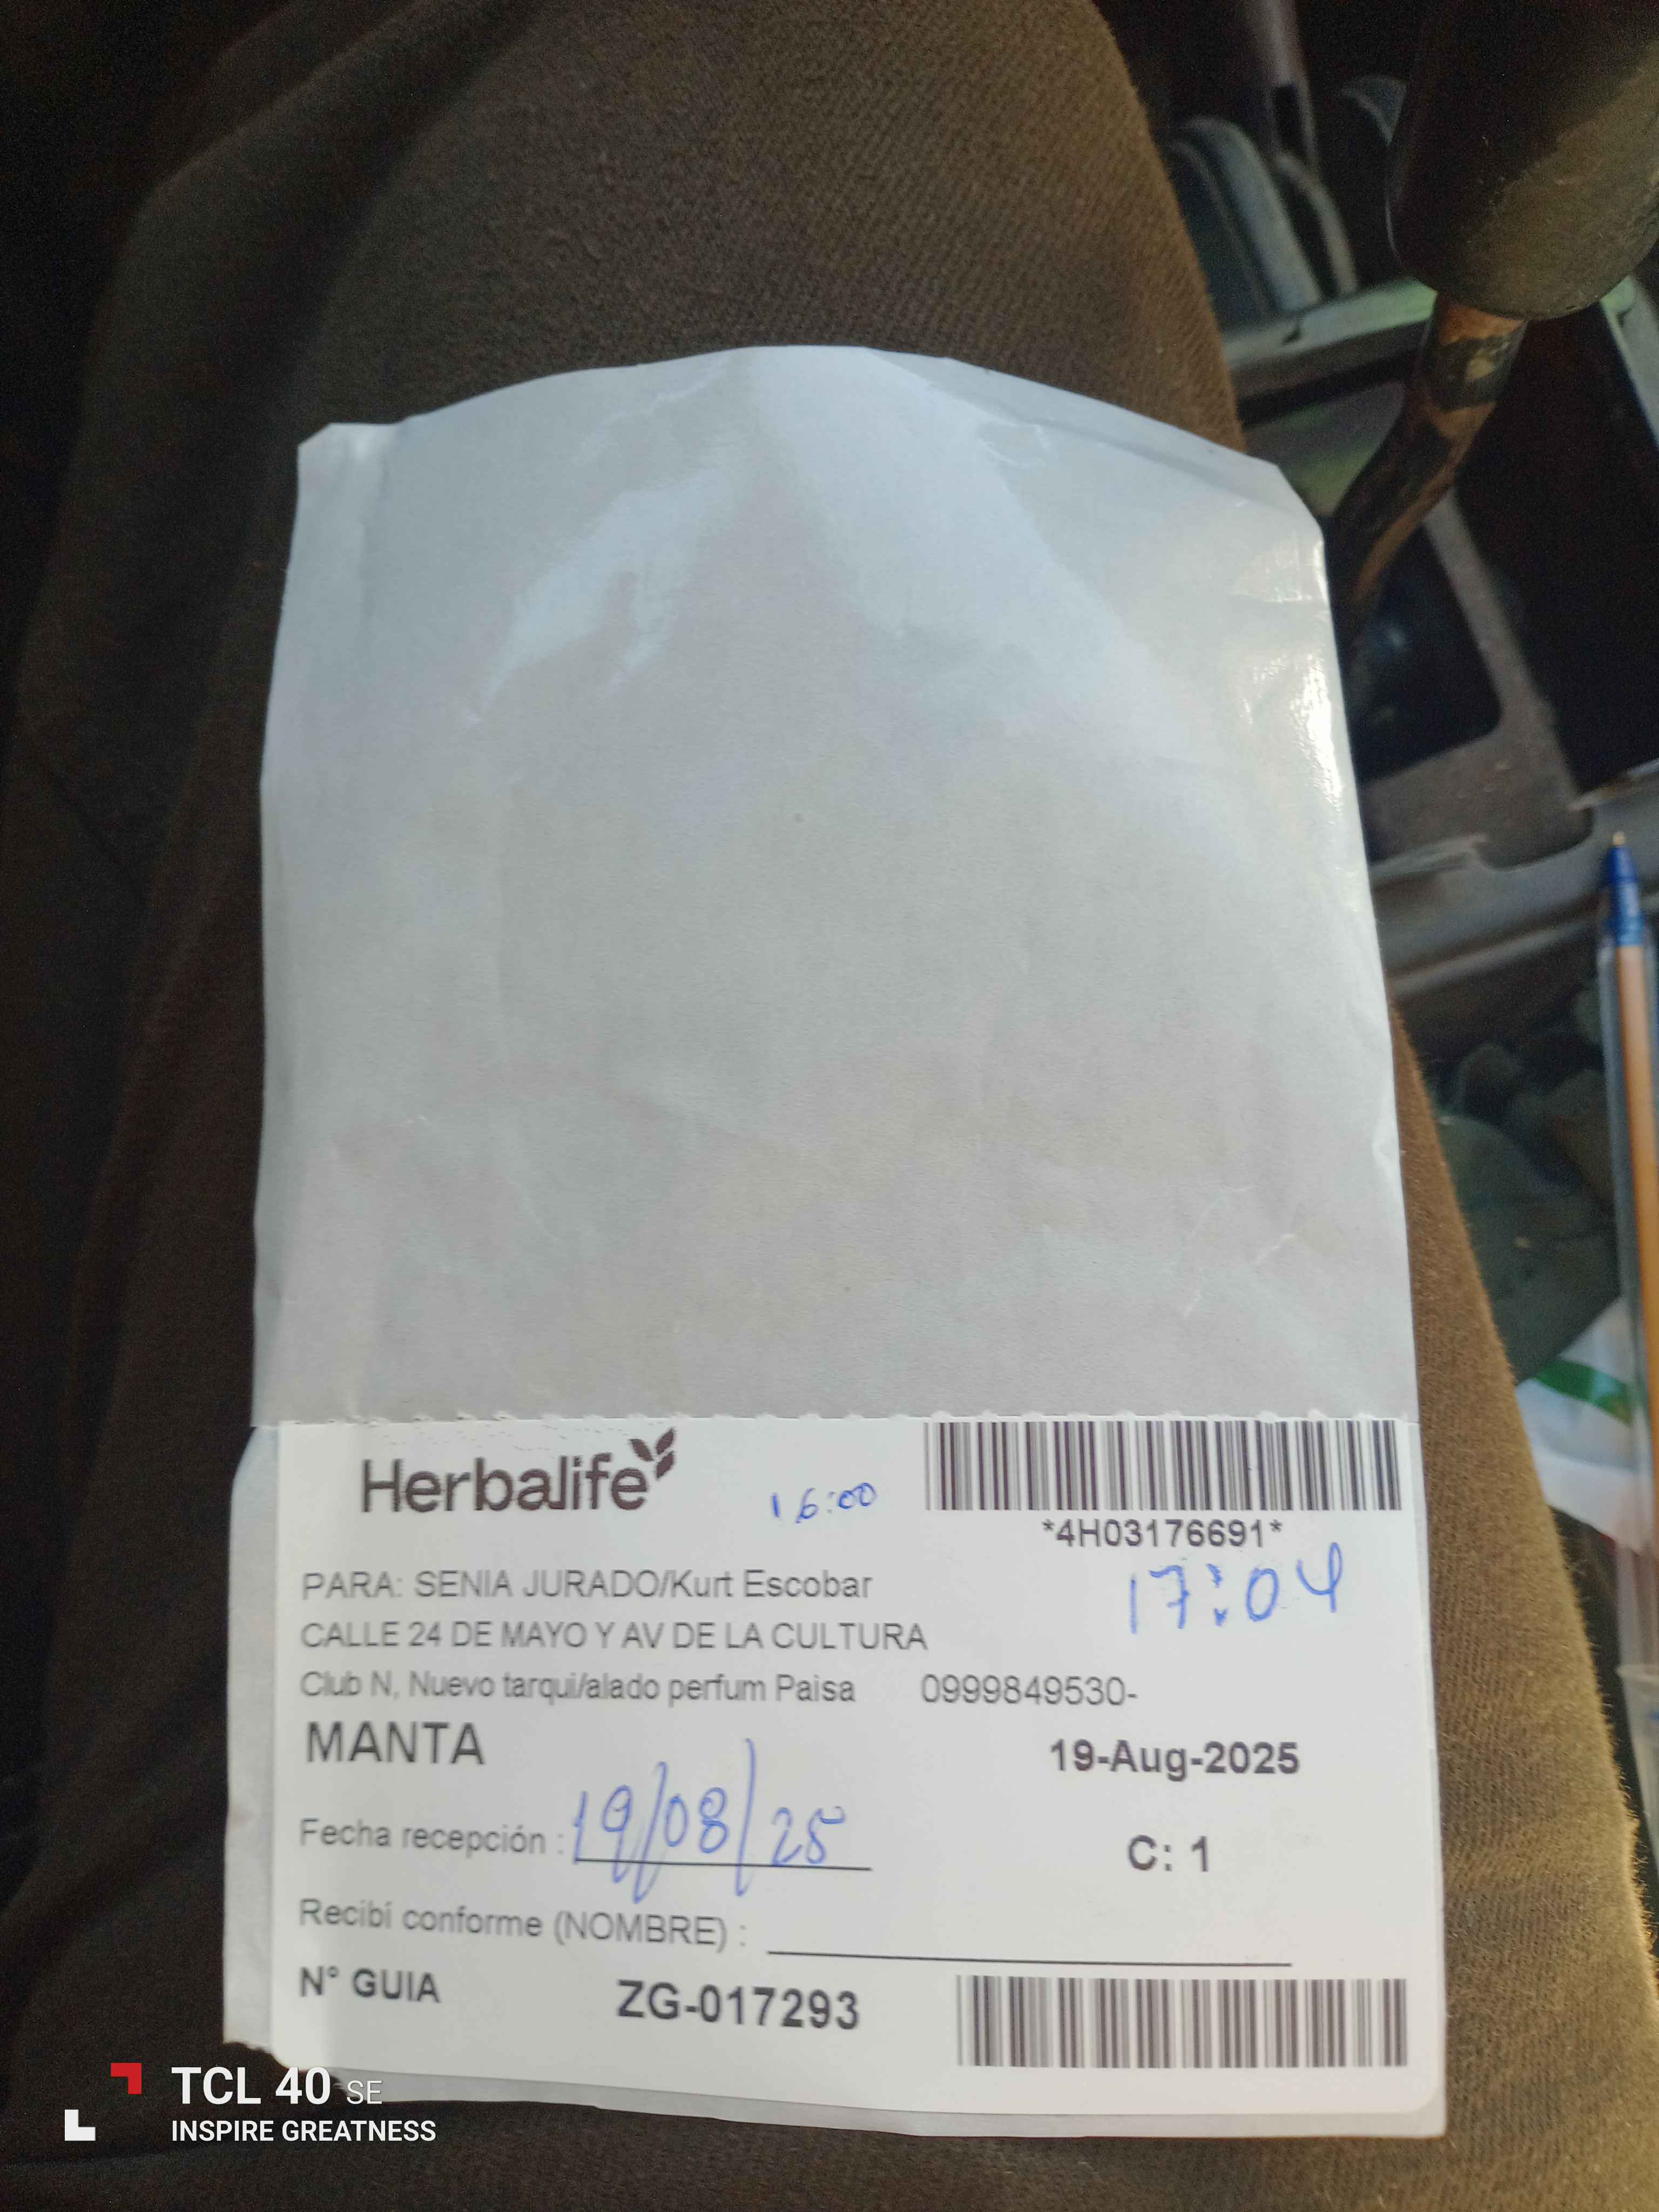 Herbalife
16:00
*4H03176691*
17:04
PARA: SENIA JURADO/Kurt Escobar
CALLE 24 DE MAYO Y AV DE LA CULTURA
Club N, Nuevo tarqui/alado perfum Paisa 0999849530-
MANTA 19-Aug-2025
Fecha recepción : 19/08/25
C: 1
Recibí conforme (NOMBRE) :
N° GUIA ZG-017293
TCL 40 SE
INSPIRE GREATNESS